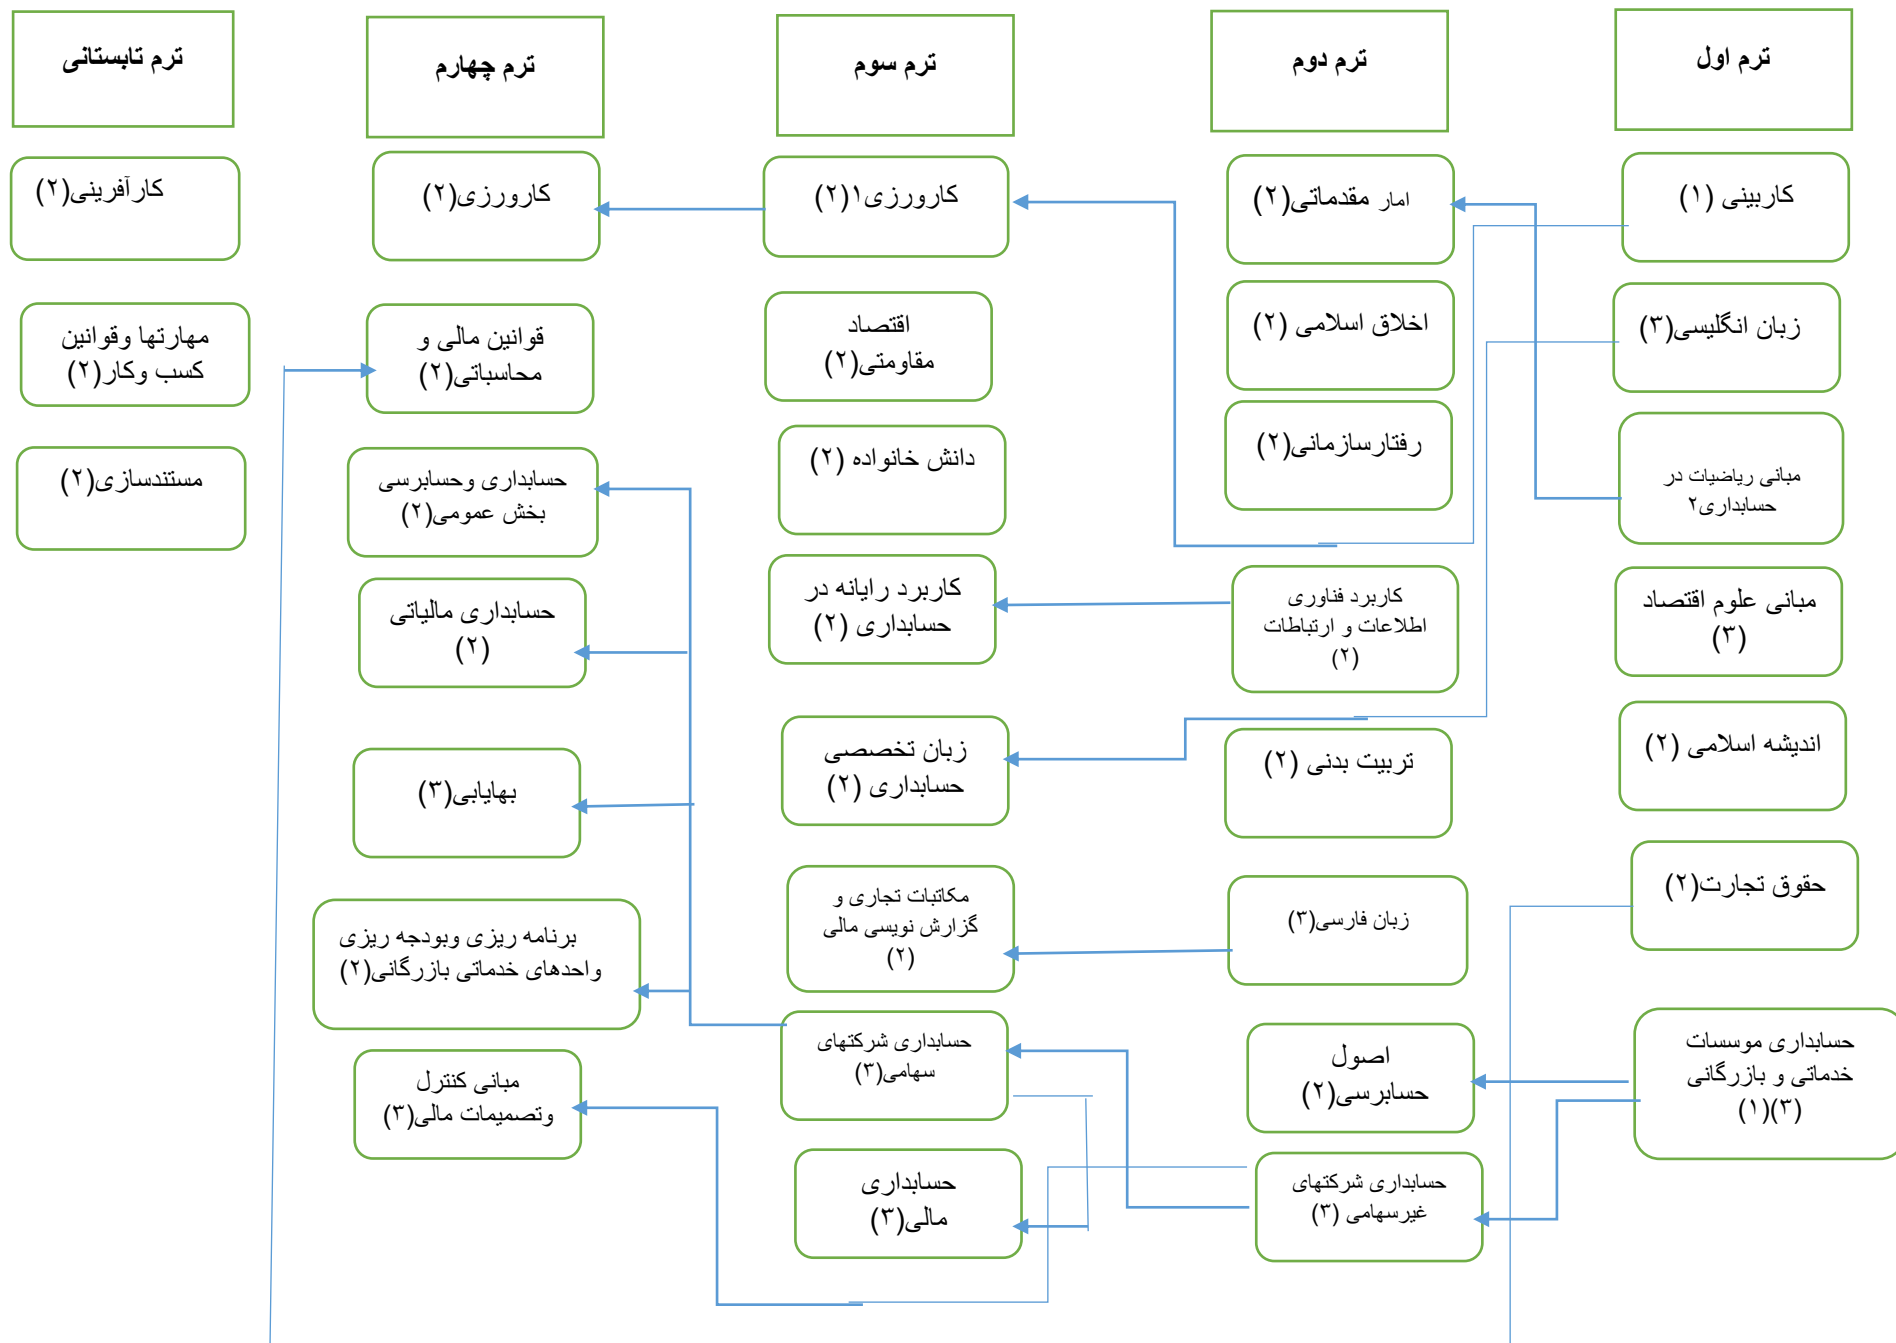 ترم اول
ترم دوم
ترم سوم
ترم چهارم
ترم تابستانی
کاربینی (۱)
زبان انگلیسی(۳)
مبانی ریاضیات در
حسابداری۲
مبانی علوم اقتصاد
(۳)
اندیشه اسلامی (۲)
حقوق تجارت(۲)
حسابداری موسسات
خدماتی و بازرگانی
(۳)(۱)
امار مقدماتی(۲)
اخلاق اسلامی (۲)
رفتارسازمانی(۲)
کاربرد فناوری
اطلاعات و ارتباطات
(۲)
تربیت بدنی (۲)
زبان فارسی(۳)
اصول
حسابرسی(۲)
حسابداری شرکتهای
غیرسهامی (۳)
کارورزی۱(۲)
اقتصاد
مقاومتی(۲)
دانش خانواده (۲)
کاربرد رایانه در
حسابداری (۲)
زبان تخصصی
حسابداری (۲)
مکاتبات تجاری و
گزارش نویسی مالی
(۲)
حسابداری شرکتهای
سهامی(۳)
حسابداری
مالی(۳)
کارورزی(۲)
قوانین مالی و
محاسباتی(۲)
حسابداری وحسابرسی
بخش عمومی(۲)
حسابداری مالیاتی
(۲)
بهایابی(۳)
برنامه ریزی وبودجه ریزی
واحدهای خدماتی بازرگانی(۲)
مبانی کنترل
وتصمیمات مالی(۳)
کارآفرینی(۲)
مهارتها وقوانین
کسب وکار(۲)
مستندسازی(۲)